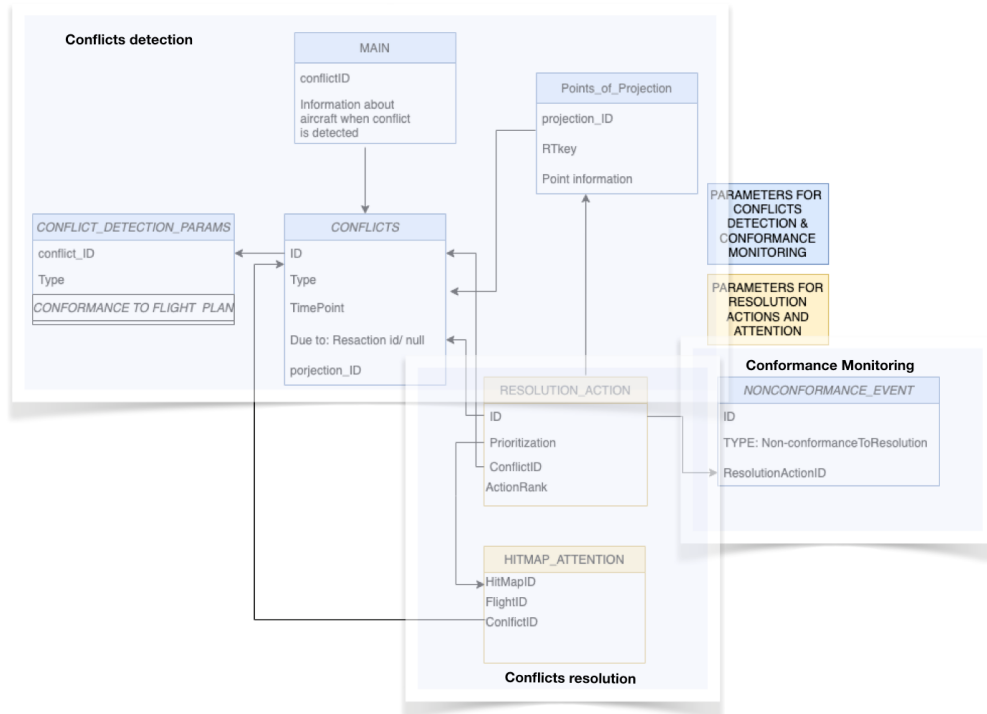 Conflicts detection
MAIN
conflictID
Information about
aircraft when conflict
is detected
Points_of_Projection
projection_ID
RTkey
Point information
CONFLICT_DETECTION_PARAMS
conflict_ID
Type
CONFORMANCE TO FLIGHT PLAN
CONFLICTS
ID
Type
TimePoint
Due to: Resaction id/ null
porjection_ID
PARAMETERS FOR
CONFLICTS
DETECTION &
CONFORMANCE
MONITORING
PARAMETERS FOR
RESOLUTION
ACTIONS AND
ATTENTION
Conformance Monitoring
NONCONFORMANCE_EVENT
ID
TYPE: Non-conformanceToResolution
ResolutionActionID
RESOLUTION_ACTION
ID
Prioritization
ConflictID
ActionRank
HITMAP_ATTENTION
HitMapID
FlightID
ConlfictID
Conflicts resolution